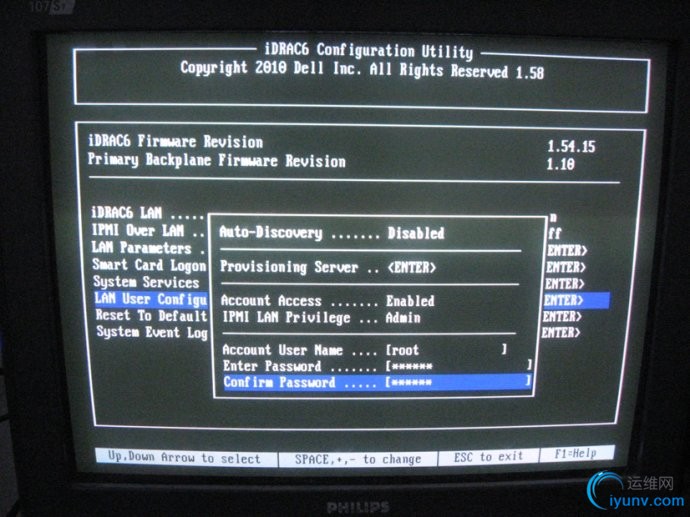 107S
iDRAC6 Configuration Utility
Copyright 2010 Dell Inc. All Rights Reserved 1.58
iDRAC6 Firmware Revision 1.54.15
Primary Backplane Firmware Revision 1.10
iDRAC6 LAN ..... n
IPMI Over LAN .. ff
LAN Parameters . ENTER>
Smart Card Logon ENTER>
System Services ENTER>
LAN User Configu ENTER>
Reset To Default ENTER>
System Event Log ENTER>
Auto-Discovery ....... Disabled
Provisioning Server .. <ENTER>
Account Access ....... Enabled
IPMI LAN Privilege ... Admin
Account User Name .... [root ]
Enter Password ....... [****** ]
Confirm Password ..... [****** ]
Up,Down Arrow to select SPACE,+,- to change ESC to exit F1=Help
PHILIPS
运维网
iyunv.com